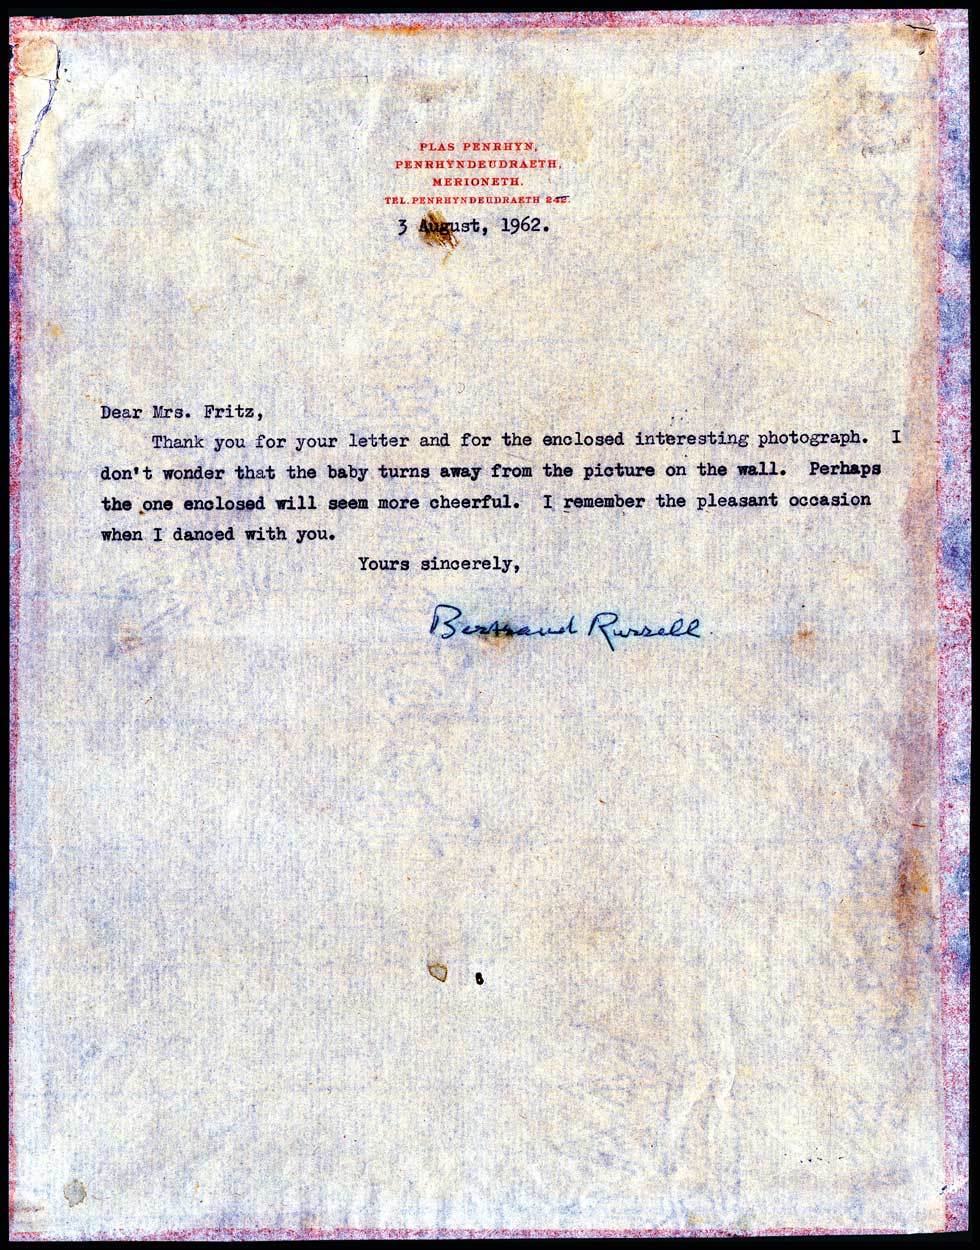 PLAS PENRHYN,
PENRHYNDEUDRAETH,
MERIONETH.
TEL. PENRHYNDEUDRAETH 242.
3 August, 1962.
Dear Mrs. Fritz,
Thank you for your letter and for the enclosed interesting photograph. I
don't wonder that the baby turns away from the picture on the wall. Perhaps
the one enclosed will seem more cheerful. I remember the pleasant occasion
when I danced with you.
Yours sincerely,
Bertrand Russell